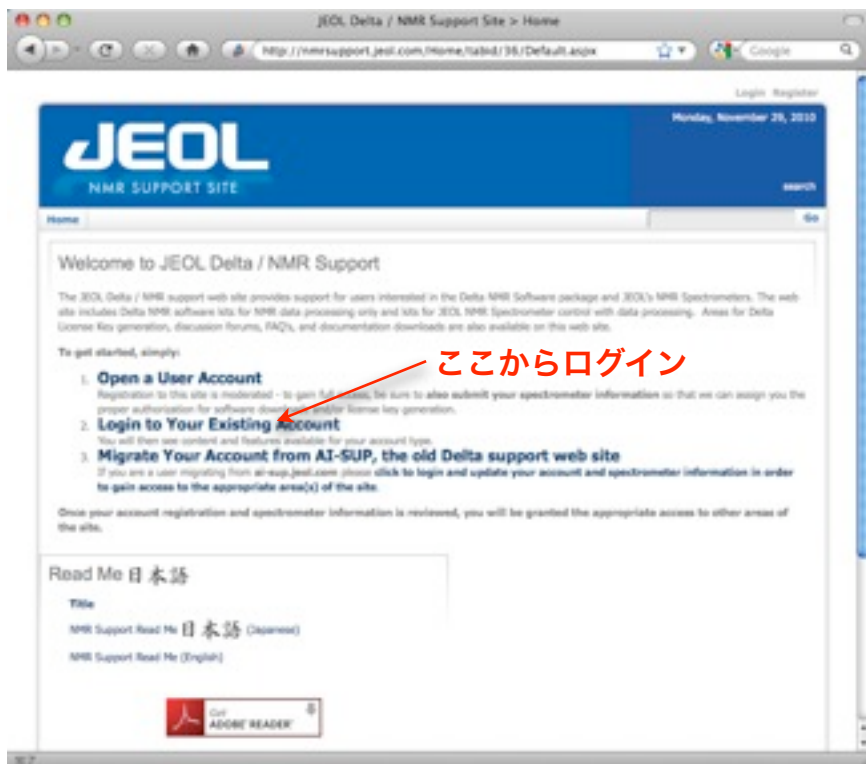 JEOL Delta / NMR Support Site > Home
http://nmrsupport.jeol.com/Home/tabid/36/Default.aspx
Google
Login Register
Monday, November 29, 2010
JEOL
NMR SUPPORT SITE
search
Home
Go
Welcome to JEOL Delta / NMR Support
The JEOL Delta / NMR support web site provides support for users interested in the Delta NMR Software package and JEOL's NMR Spectrometers. The web
site includes Delta NMR software kits for NMR data processing only and kits for JEOL NMR Spectrometer control with data processing. Areas for Delta
License Key generation, discussion forums, FAQ's, and documentation downloads are also available on this web site.
To get started, simply:
ここからログイン
1. Open a User Account
Registration to this site is moderated - to gain full access, be sure to also submit your spectrometer information so that we can assign you the
proper authorization for software downloads and/or license key generation.
2. Login to Your Existing Account
You will then see content and features available for your account type.
3. Migrate Your Account from AI-SUP, the old Delta support web site
If you are a user migrating from ai-sup.jeol.com please click to login and update your account and spectrometer information in order
to gain access to the appropriate area(s) of the site.
Once your account registration and spectrometer information is reviewed, you will be granted the appropriate access to other areas of
the site.
Read Me 日本語
Title
NMR Support Read Me 日本語 (Japanese)
NMR Support Read Me (English)
Get
ADOBE® READER®
完了